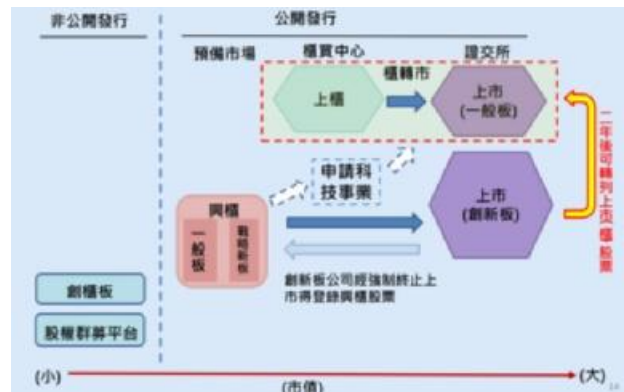 非公開發行
公開發行
預備市場
櫃買中心
證交所
櫃轉市
上櫃
上市
(一般板)
申請科
技事業
上市
(創新板)
興櫃
一般板
戰略新板
創新板公司經強制終止上
市得登錄興櫃股票
二年後可轉列上市櫃股票
創櫃板
股權群募平台
(小)
(市值)
(大)